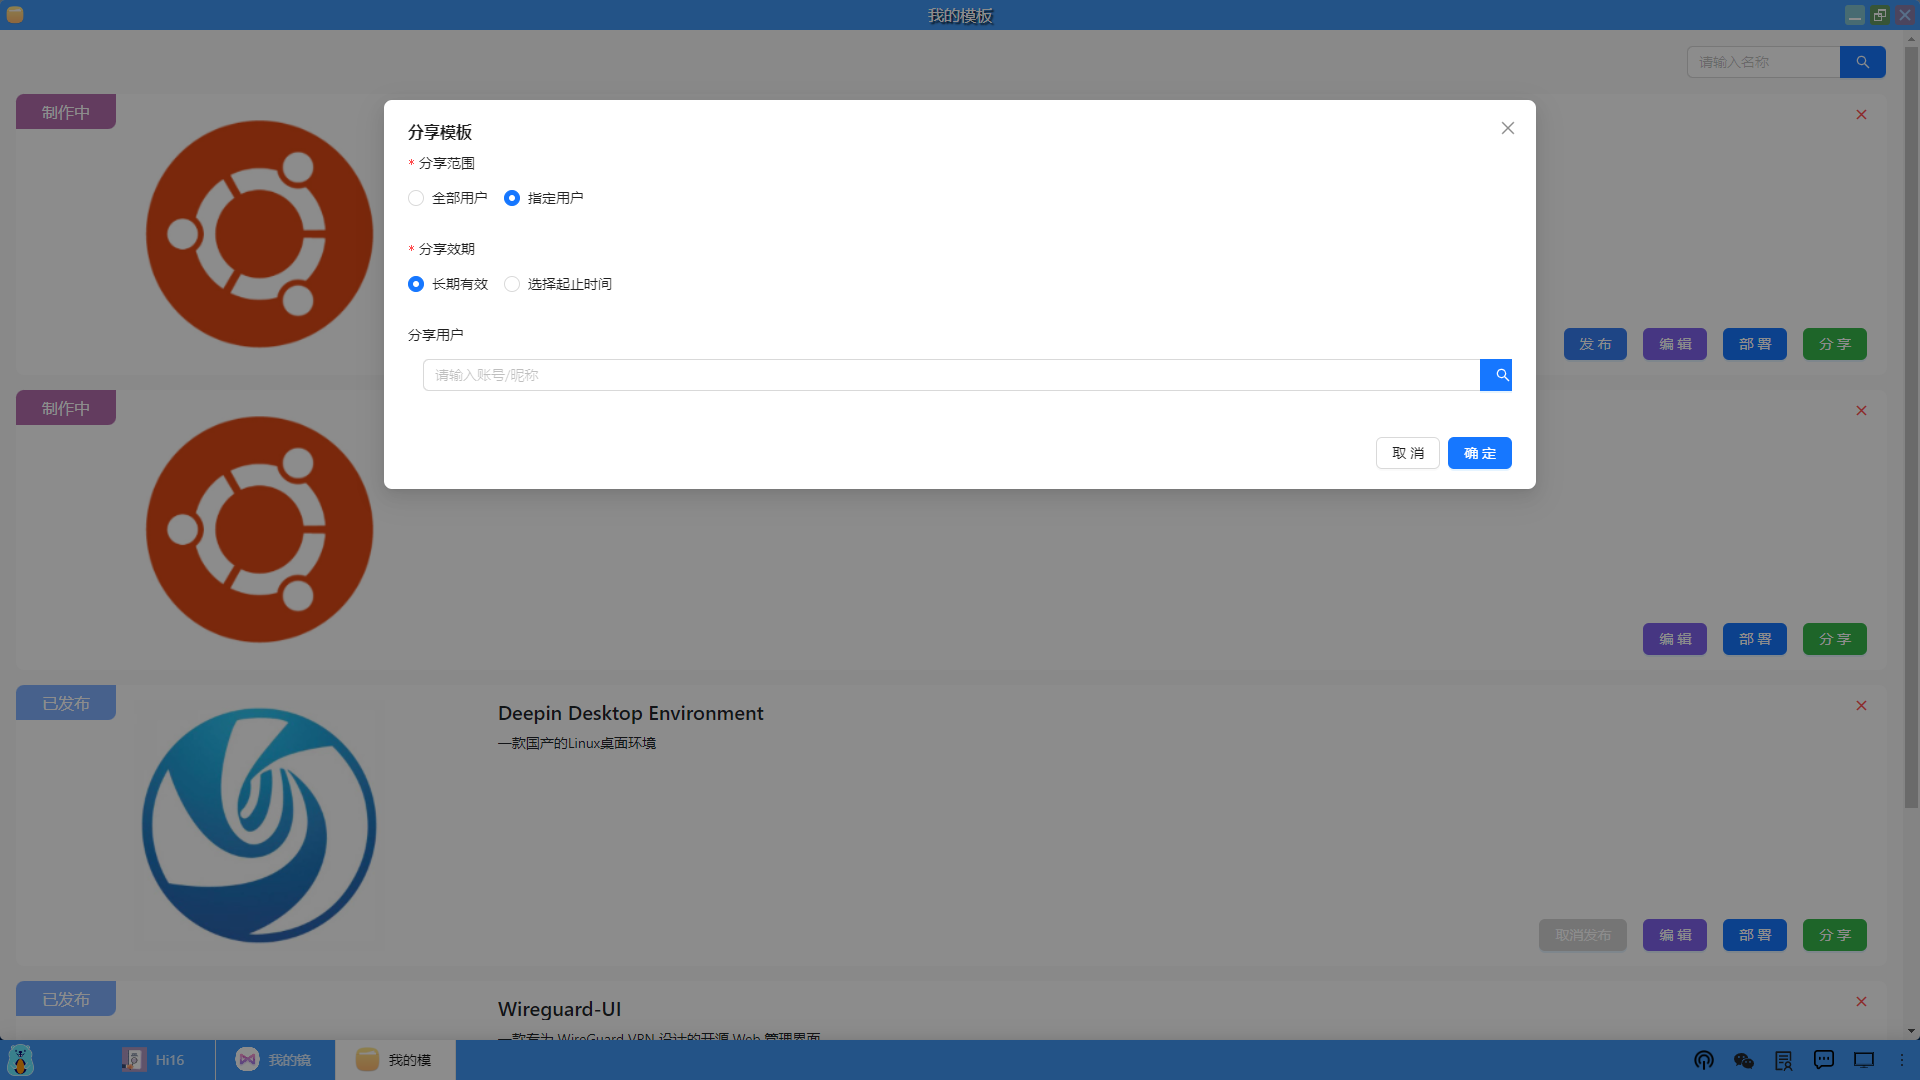 我的模板
请输入名称
制作中
分享模板
* 分享范围
全部用户 指定用户
* 分享效期
长期有效 选择起止时间
分享用户
请输入账号/昵称
取 消 确 定
发 布 编 辑 部 署 分 享
制作中
编 辑 部 署 分 享
已发布
Deepin Desktop Environment
一款国产的Linux桌面环境
取消发布 编 辑 部 署 分 享
已发布
Wireguard-UI
一款专为 WireGuard VPN 设计的开源 Web 管理界面
Hi16 我的镜 我的模